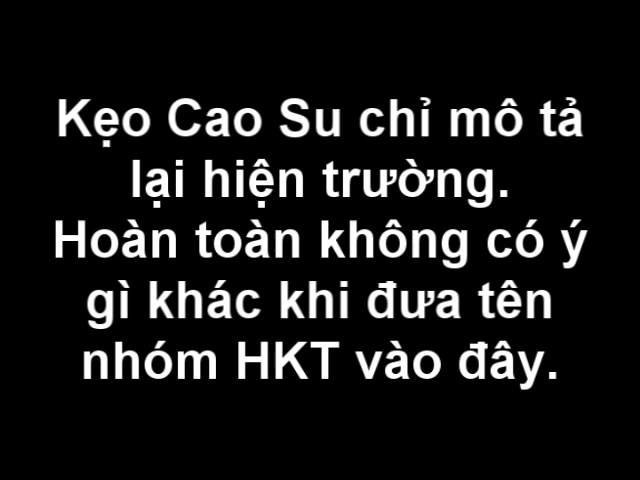 Kẹo Cao Su chỉ mô tả
lại hiện trường.
Hoàn toàn không có ý
gì khác khi đưa tên
nhóm HKT vào đây.